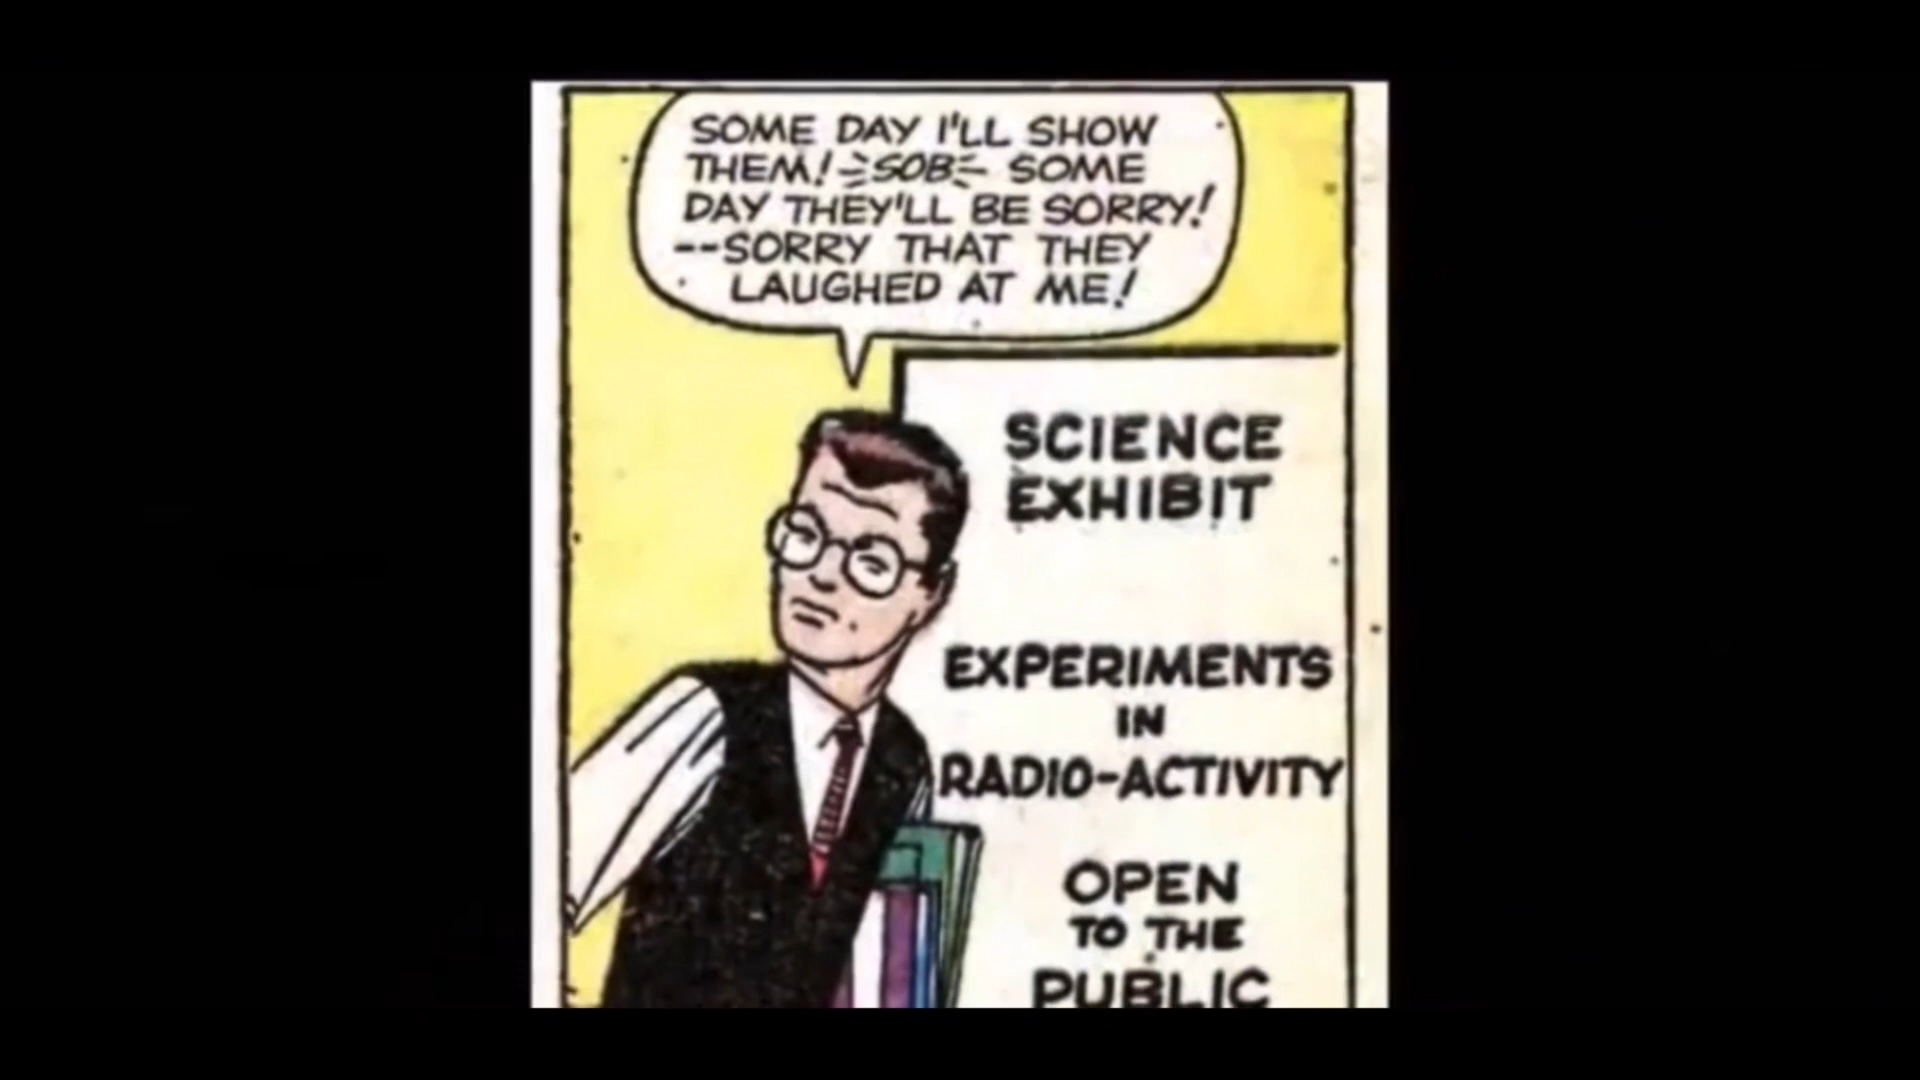 SOME DAY I'LL SHOW
THEM! SOB SOME
DAY THEY'LL BE SORRY!
--SORRY THAT THEY
LAUGHED AT ME!
SCIENCE
EXHIBIT
EXPERIMENTS
IN
RADIO-ACTIVITY
OPEN
TO THE
PUBLIC